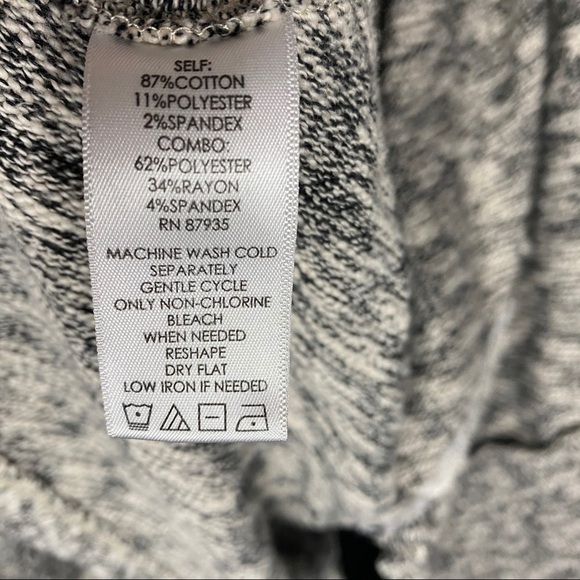 SELF:
87%COTTON
11%POLYESTER
2%SPANDEX
COMBO:
62%POLYESTER
34%RAYON
4%SPANDEX
RN 87935
MACHINE WASH COLD
SEPARATELY
GENTLE CYCLE
ONLY NON-CHLORINE
BLEACH
WHEN NEEDED
RESHAPE
DRY FLAT
LOW IRON IF NEEDED